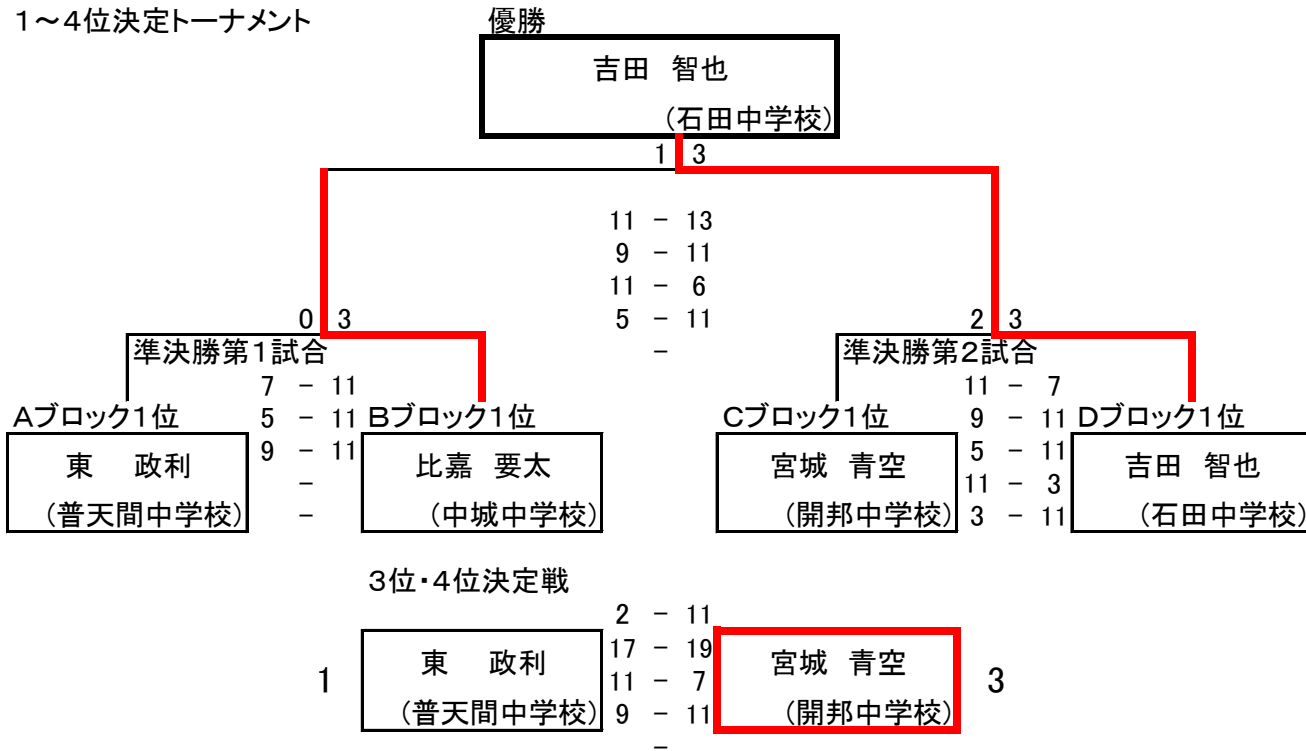 1～4位決定トーナメント
優勝
吉田 智也
(石田中学校)
1 3
11 － 13
9 － 11
11 － 6
5 － 11
－
0 3
準決勝第1試合
7 － 11
5 － 11
9 － 11
－
－
2 3
準決勝第2試合
11 － 7
9 － 11
5 － 11
11 － 3
3 － 11
Aブロック1位
東 政利
(普天間中学校)
Bブロック1位
比嘉 要太
(中城中学校)
Cブロック1位
宮城 青空
(開邦中学校)
Dブロック1位
吉田 智也
(石田中学校)
3位・4位決定戦
1
東 政利
(普天間中学校)
2 － 11
17 － 19
11 － 7
9 － 11
－
宮城 青空
(開邦中学校)
3